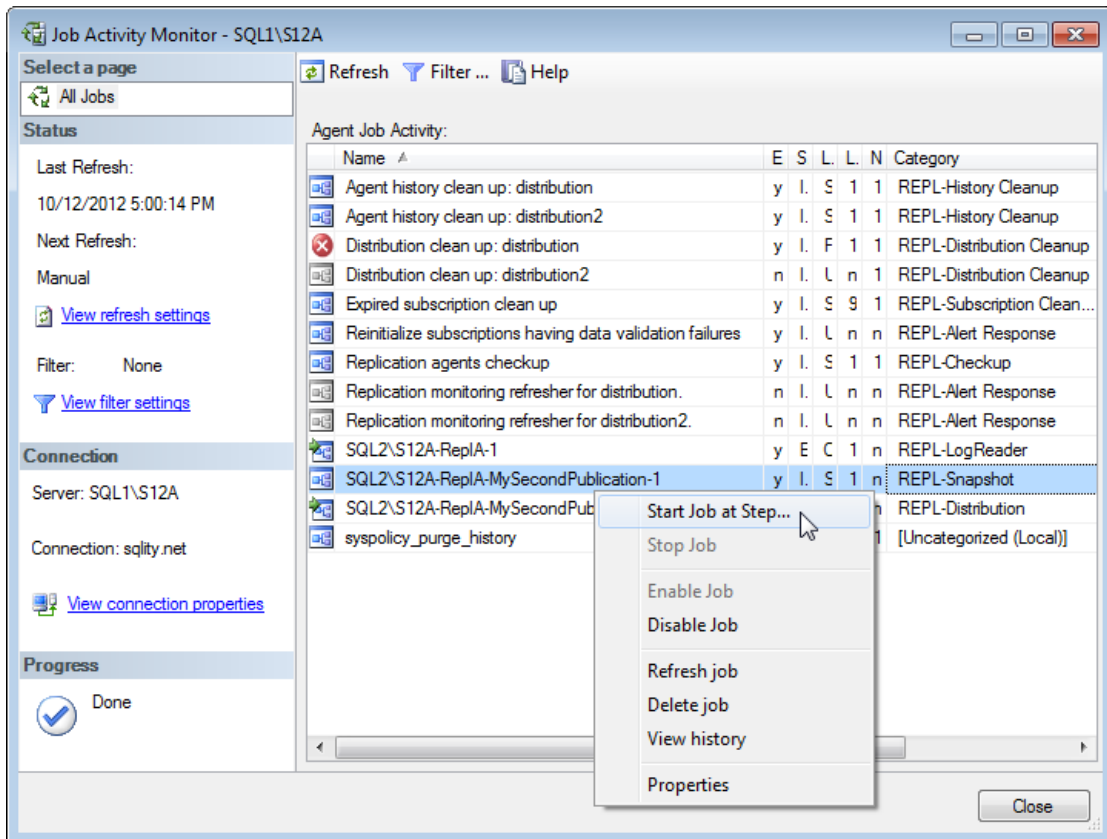 Job Activity Monitor - SQL1\S12A
Select a page
All Jobs
Status
Last Refresh:
10/12/2012 5:00:14 PM
Next Refresh:
Manual
View refresh settings
Filter: None
View filter settings
Connection
Server: SQL1\S12A
Connection: sqlity.net
View connection properties
Progress
Done
Refresh Filter ... Help
Agent Job Activity:
Name E S L. L. N Category
Agent history clean up: distribution y I. S 1 1 REPL-History Cleanup
Agent history clean up: distribution2 y I. S 1 1 REPL-History Cleanup
Distribution clean up: distribution y I. F 1 1 REPL-Distribution Cleanup
Distribution clean up: distribution2 n I. U n 1 REPL-Distribution Cleanup
Expired subscription clean up y I. S 9 1 REPL-Subscription Clean...
Reinitialize subscriptions having data validation failures y I. U n n REPL-Alert Response
Replication agents checkup y I. S 1 1 REPL-Checkup
Replication monitoring refresher for distribution. n I. U n n REPL-Alert Response
Replication monitoring refresher for distribution2. n I. U n n REPL-Alert Response
SQL2\S12A-ReplA-1 y E C 1 n REPL-LogReader
SQL2\S12A-ReplA-MySecondPublication-1 y I. S 1 n REPL-Snapshot
SQL2\S12A-ReplA-MySecondPub REPL-Distribution
syspolicy_purge_history 1 [Uncategorized (Local)]
Start Job at Step...
Stop Job
Enable Job
Disable Job
Refresh job
Delete job
View history
Properties
Close